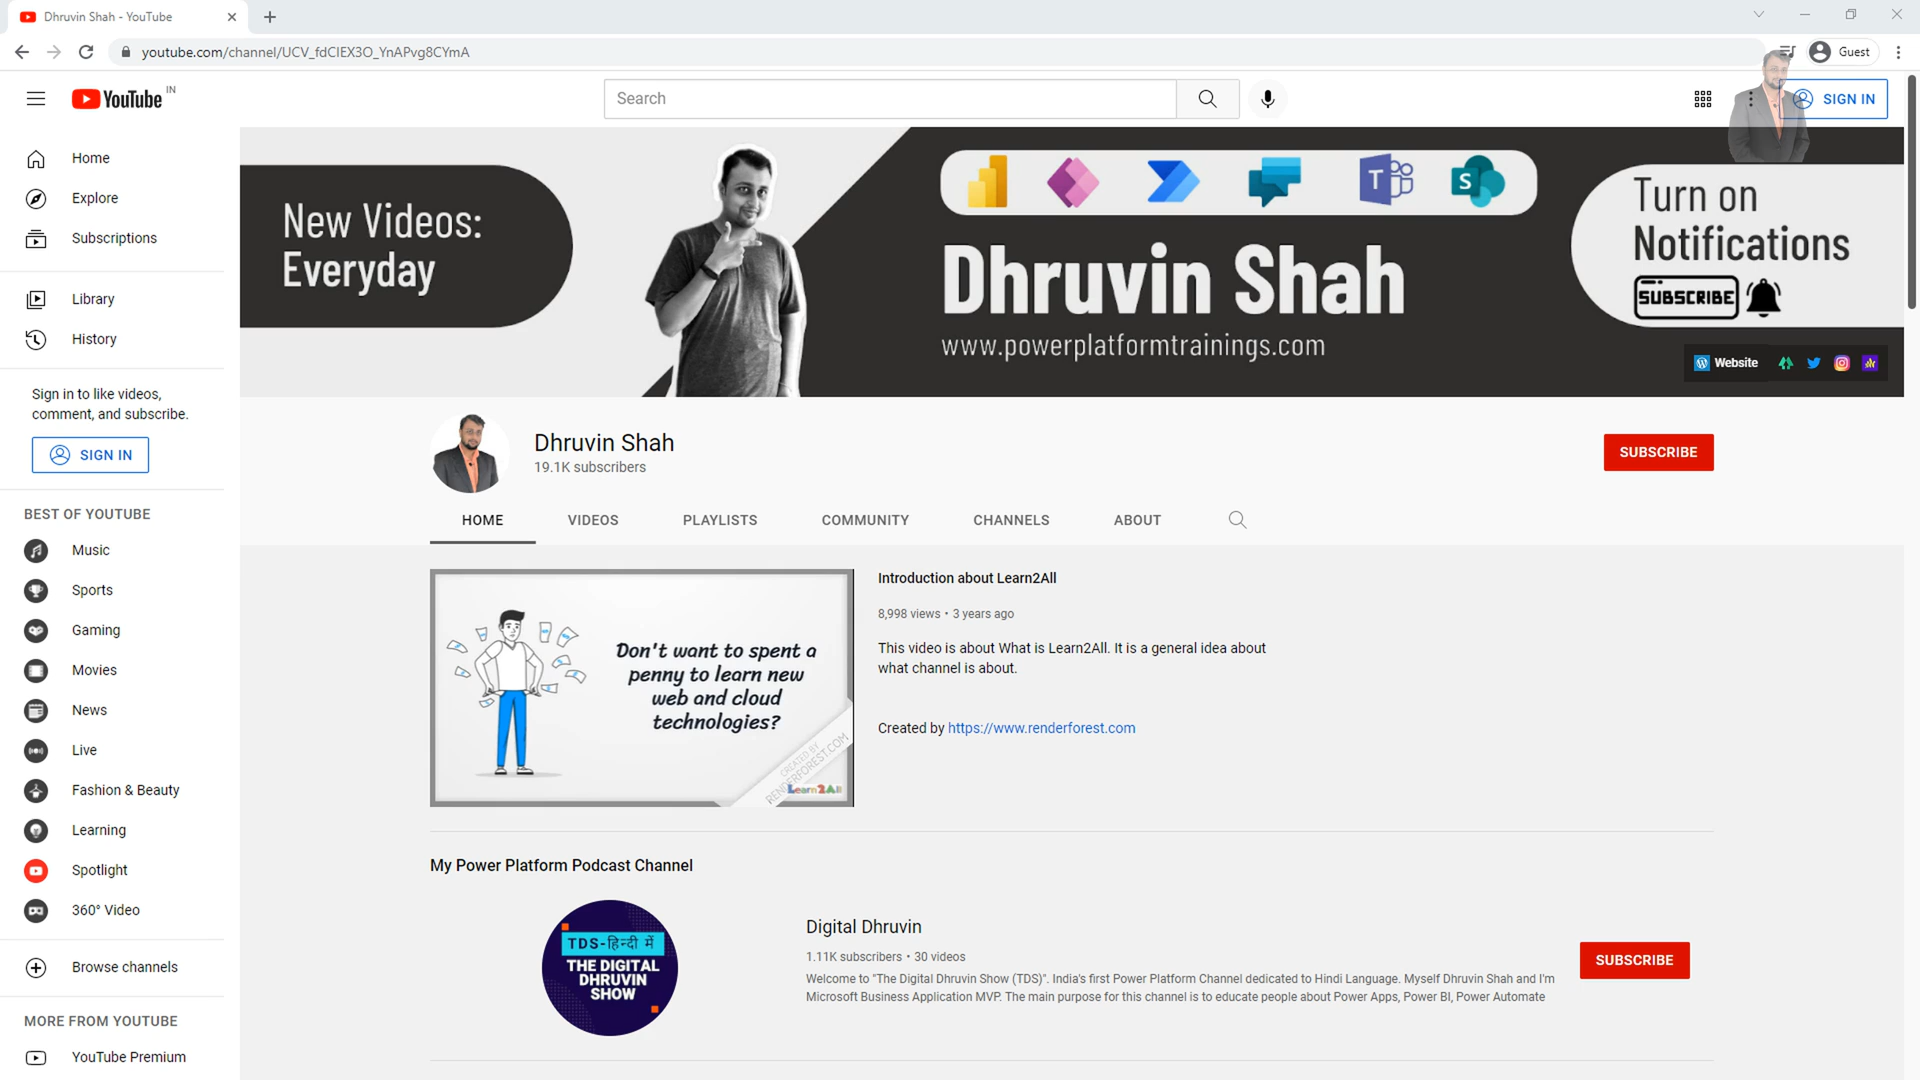 Dhruvin Shah - YouTube
youtube.com/channel/UCV_fdCIEX3O_YnAPvg8CYmA
Guest
YouTube IN
Search
SIGN IN
Home
Explore
Subscriptions
Library
History
Sign in to like videos,
comment, and subscribe.
SIGN IN
BEST OF YOUTUBE
Music
Sports
Gaming
Movies
News
Live
Fashion & Beauty
Learning
Spotlight
360° Video
Browse channels
MORE FROM YOUTUBE
YouTube Premium
New Videos:
Everyday
T
S
Dhruvin Shah
www.powerplatformtrainings.com
Turn on
Notifications
SUBSCRIBE
Website
Dhruvin Shah
19.1K subscribers
SUBSCRIBE
HOME VIDEOS PLAYLISTS COMMUNITY CHANNELS ABOUT
Don't want to spent a
penny to learn new
web and cloud
technologies?
CREATED BY
RENDERFOREST.COM
Learn2All
Introduction about Learn2All
8,998 views • 3 years ago
This video is about What is Learn2All. It is a general idea about
what channel is about.
Created by https://www.renderforest.com
My Power Platform Podcast Channel
TDS-हिन्दी में
THE DIGITAL
DHRUVIN
SHOW
Digital Dhruvin
1.11K subscribers • 30 videos
Welcome to "The Digital Dhruvin Show (TDS)". India's first Power Platform Channel dedicated to Hindi Language. Myself Dhruvin Shah and I'm
Microsoft Business Application MVP. The main purpose for this channel is to educate people about Power Apps, Power BI, Power Automate
SUBSCRIBE